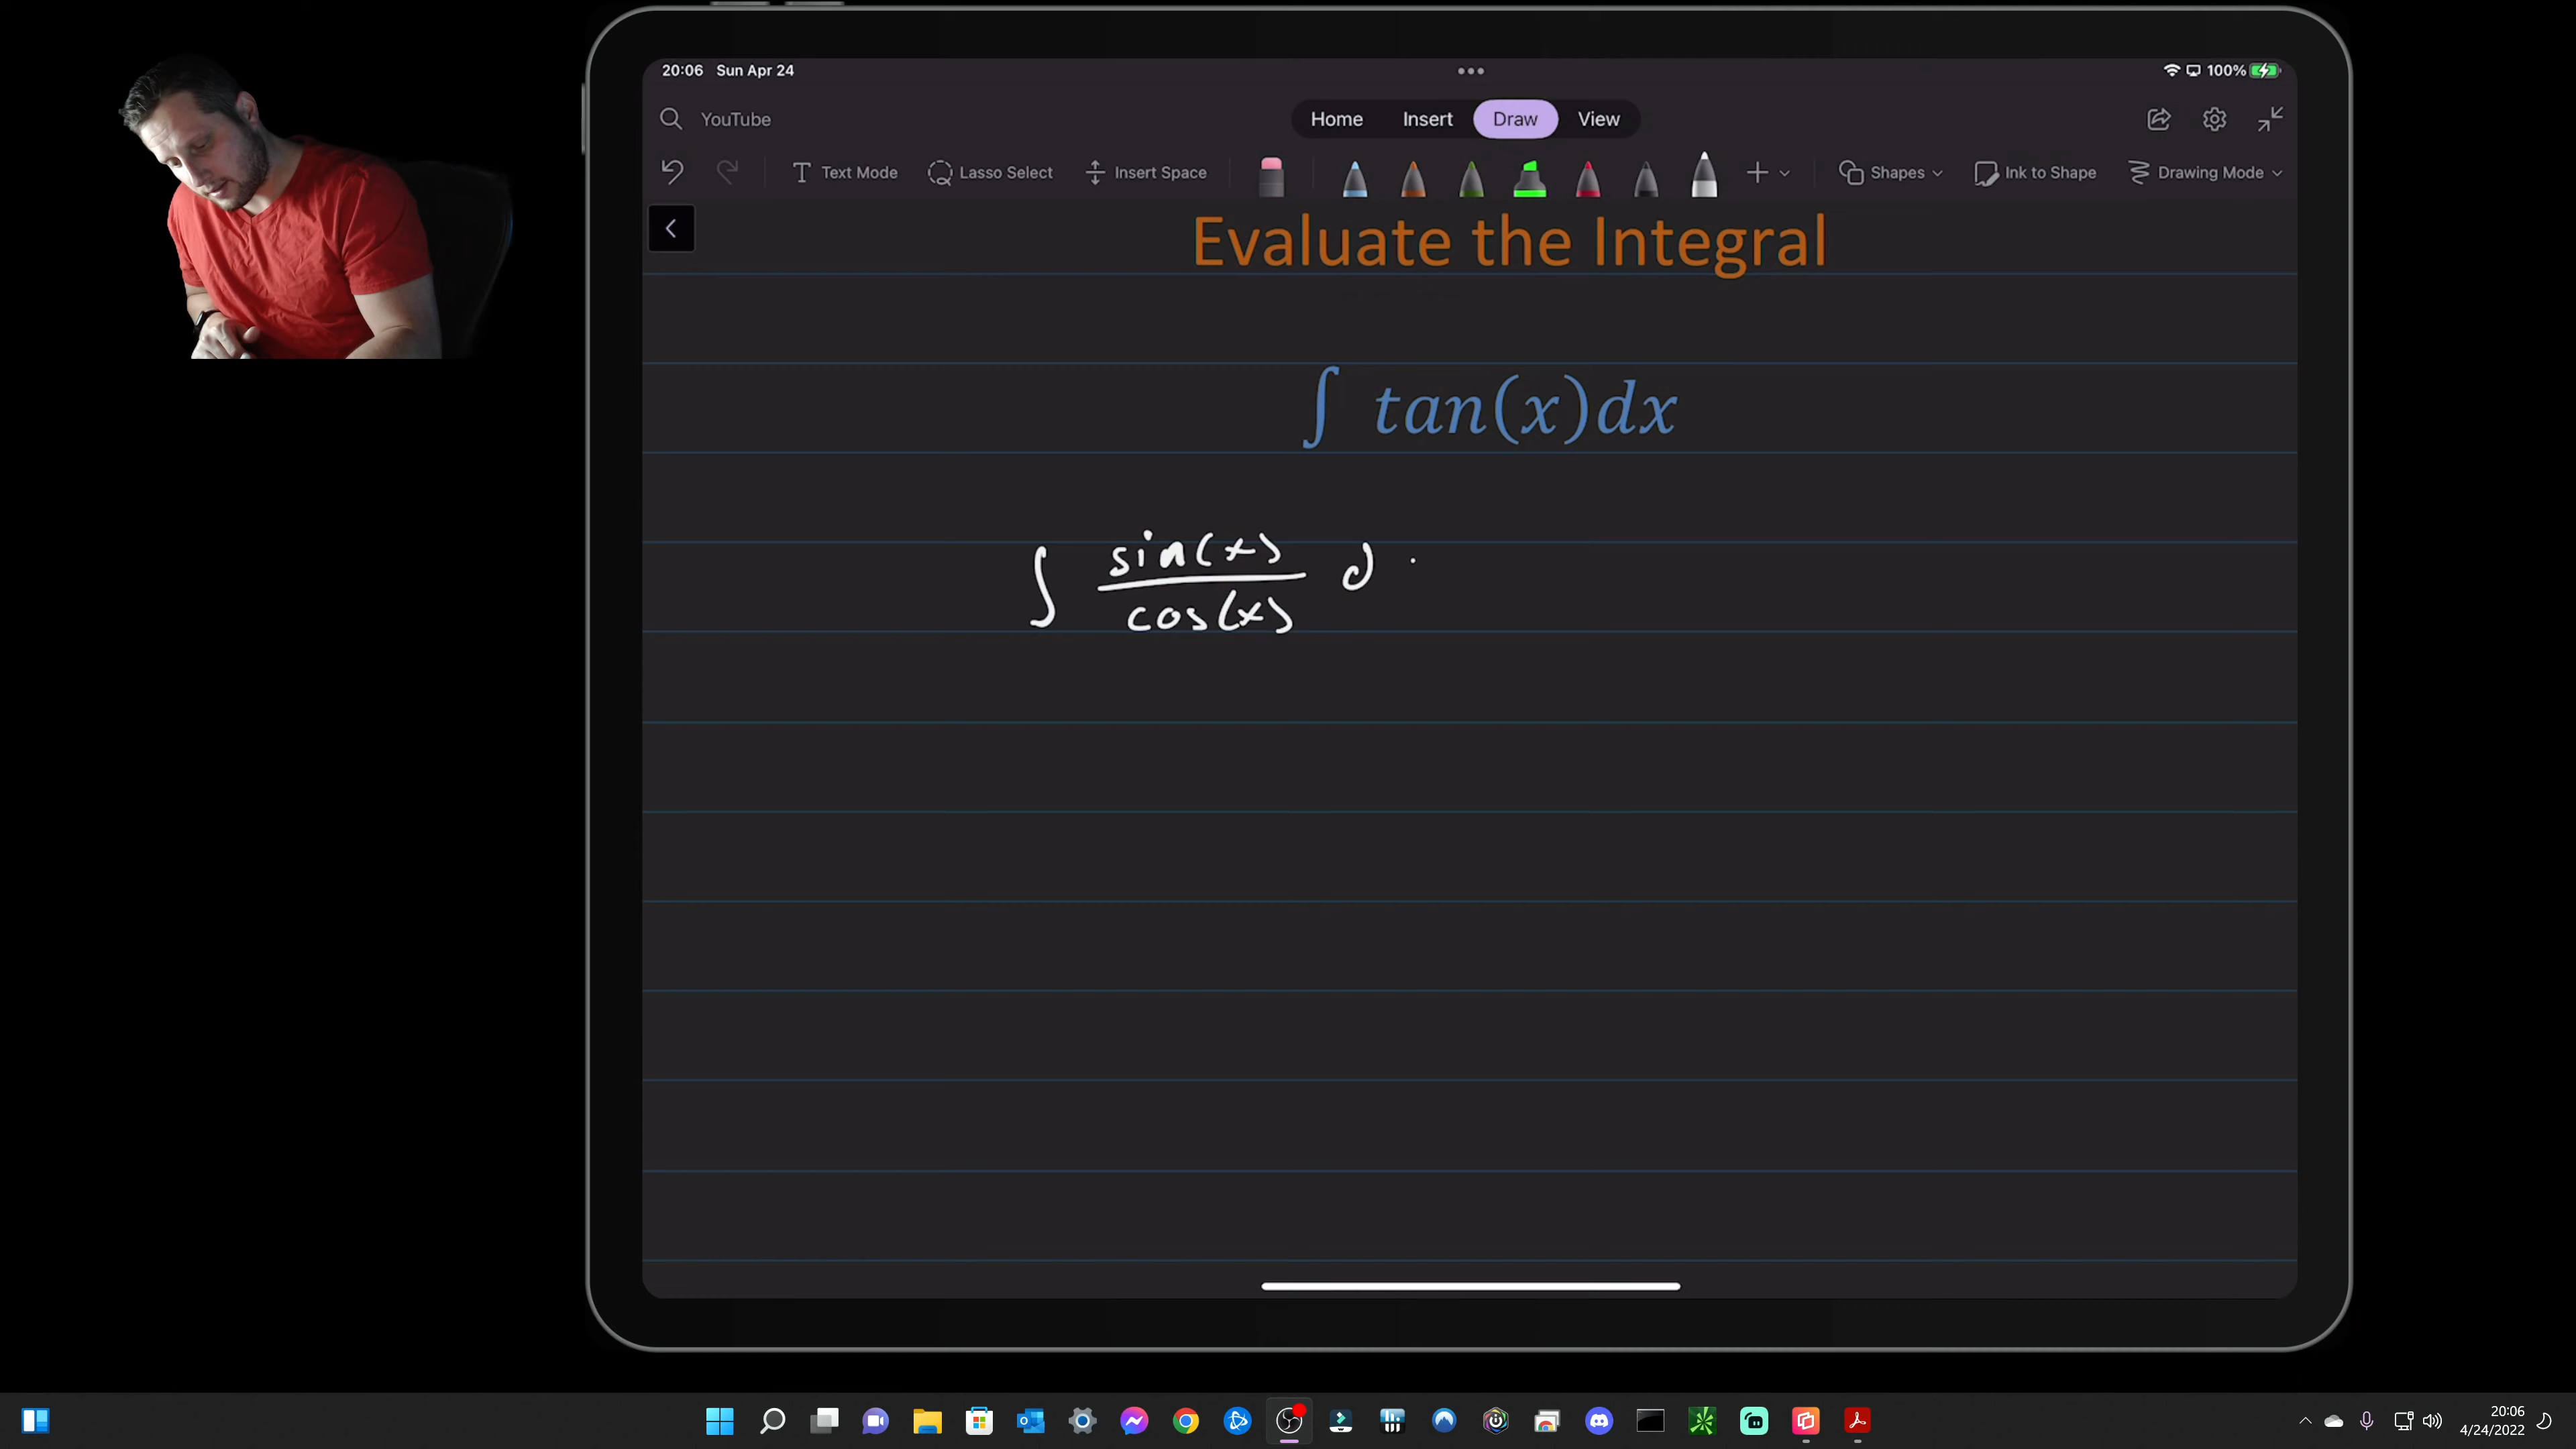 20:06 Sun Apr 24
100%
YouTube
Home Insert Draw View
Text Mode Lasso Select Insert Space Shapes Ink to Shape Drawing Mode
Evaluate the Integral
∫ tan(x)dx
∫ sin(x)/cos(x) d
20:06
4/24/2022